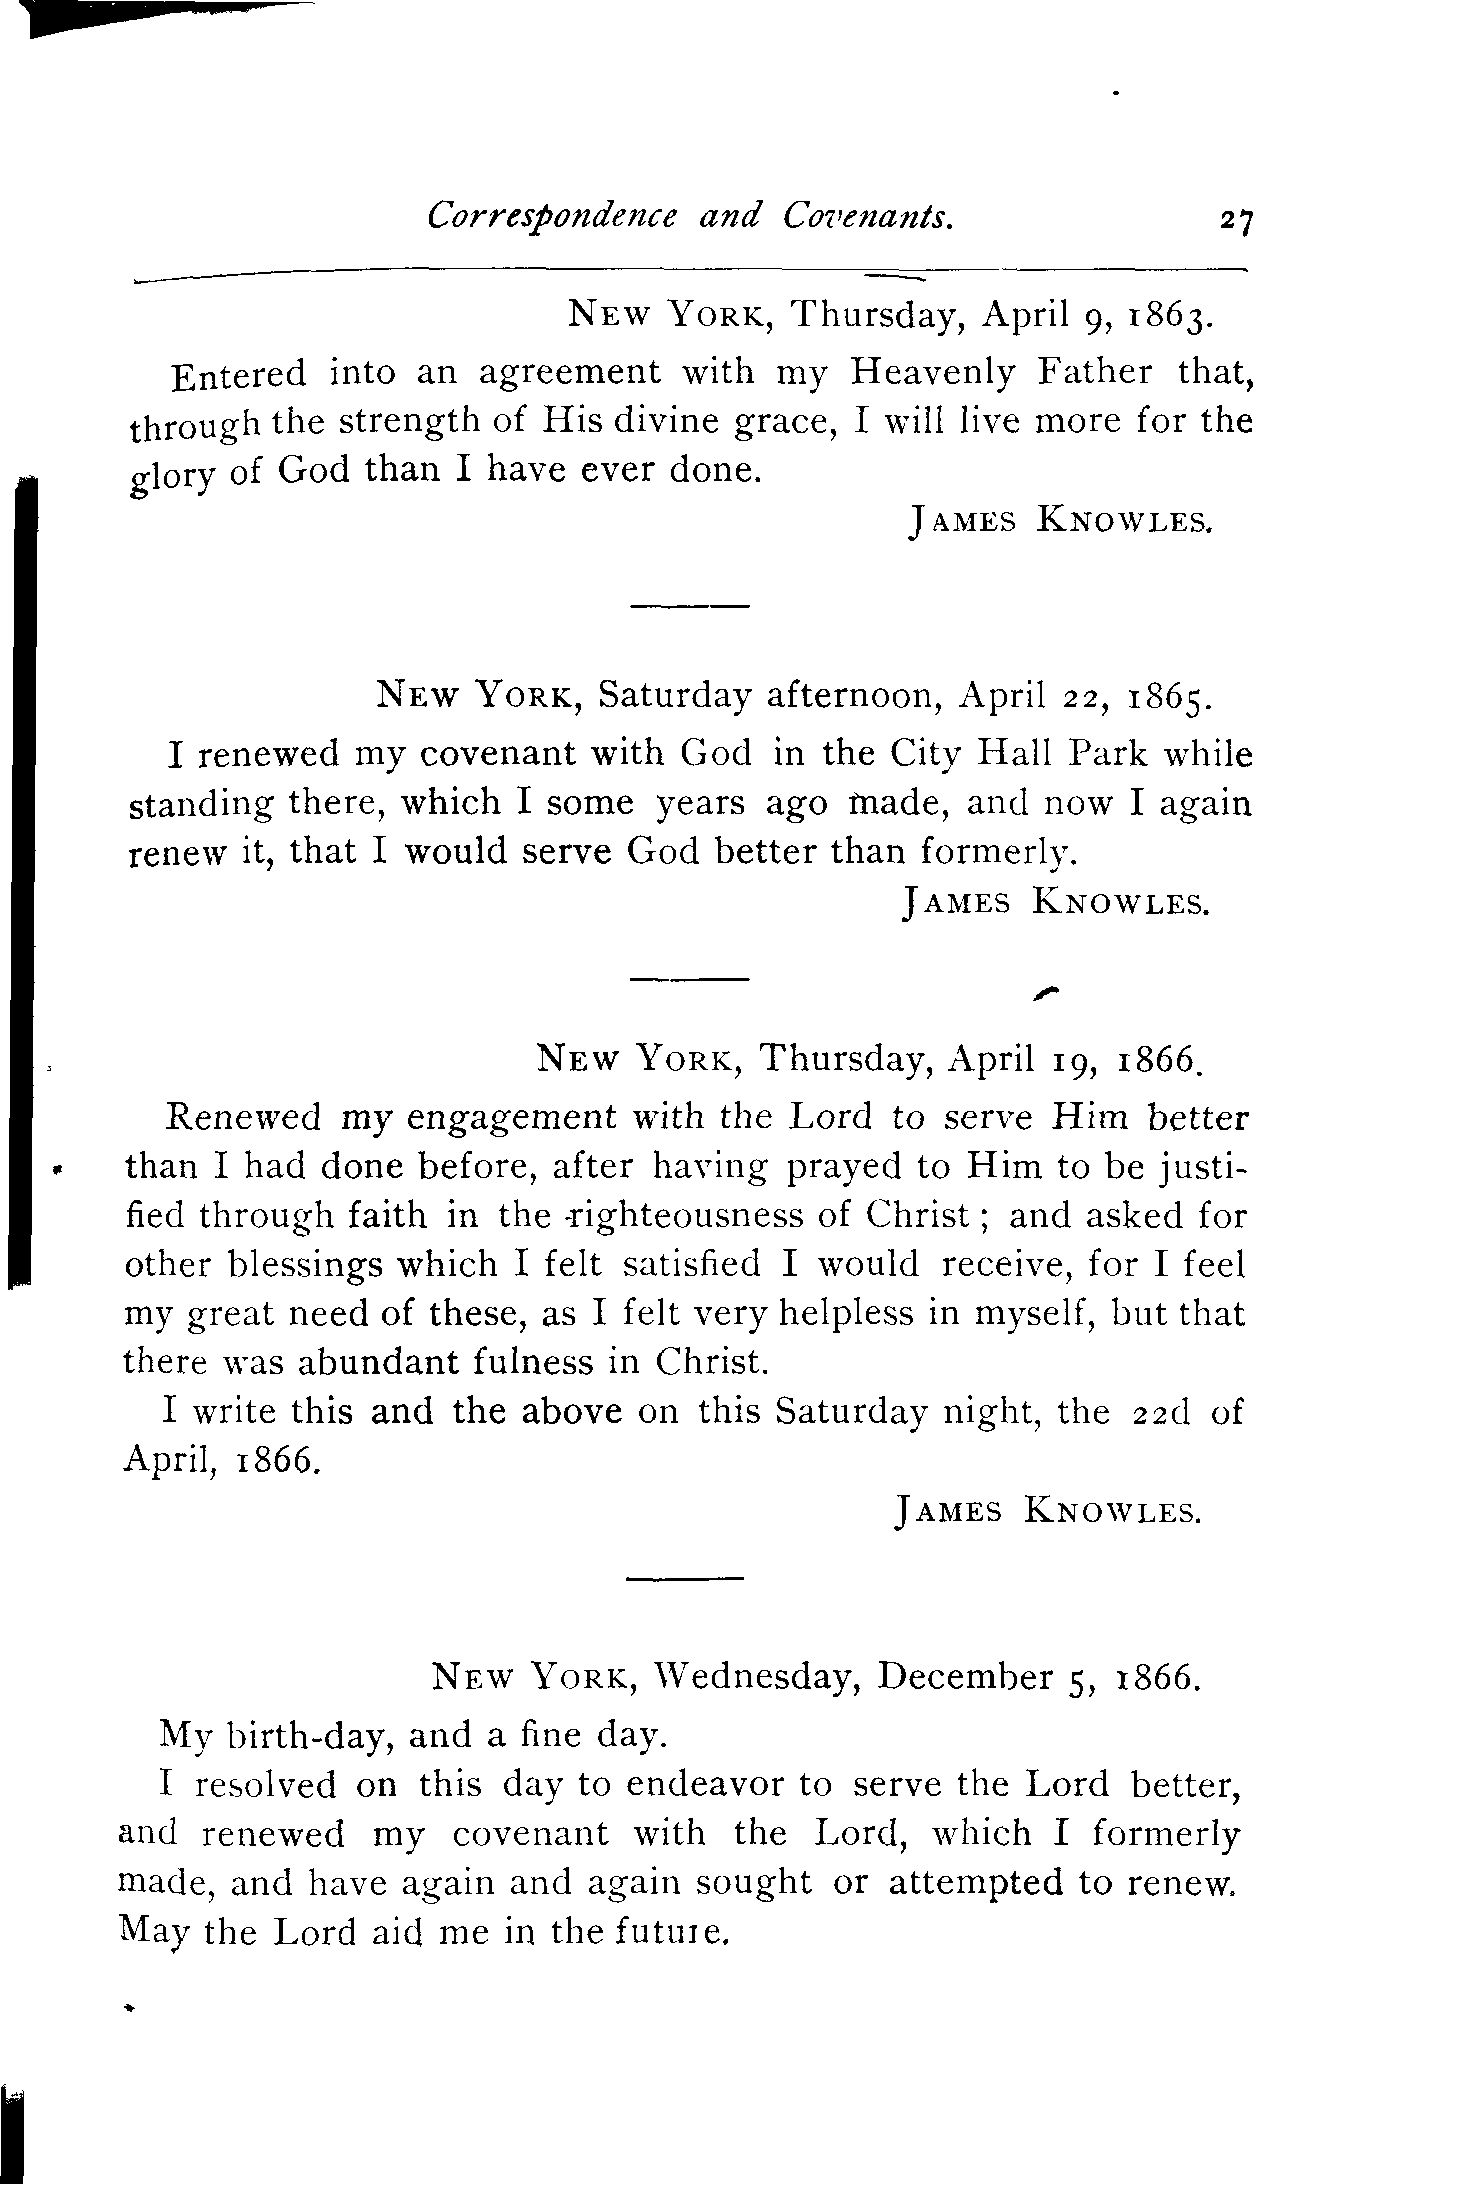 Correspondence and Covenants. 27
NEW YORK, Thursday, April 9, 1863.
Entered into an agreement with my Heavenly Father that,
through the strength of His divine grace, I will live more for the
glory of God than I have ever done.
JAMES KNOWLES.
NEW YORK, Saturday afternoon, April 22, 1865.
I renewed my covenant with God in the City Hall Park while
standing there, which I some years ago made, and now I again
renew it, that I would serve God better than formerly.
JAMES KNOWLES.
NEW YORK, Thursday, April 19, 1866.
Renewed my engagement with the Lord to serve Him better
than I had done before, after having prayed to Him to be justi-
fied through faith in the righteousness of Christ ; and asked for
other blessings which I felt satisfied I would receive, for I feel
my great need of these, as I felt very helpless in myself, but that
there was abundant fulness in Christ.
I write this and the above on this Saturday night, the 22d of
April, 1866.
JAMES KNOWLES.
NEW YORK, Wednesday, December 5, 1866.
My birth-day, and a fine day.
I resolved on this day to endeavor to serve the Lord better,
and renewed my covenant with the Lord, which I formerly
made, and have again and again sought or attempted to renew.
May the Lord aid me in the future.